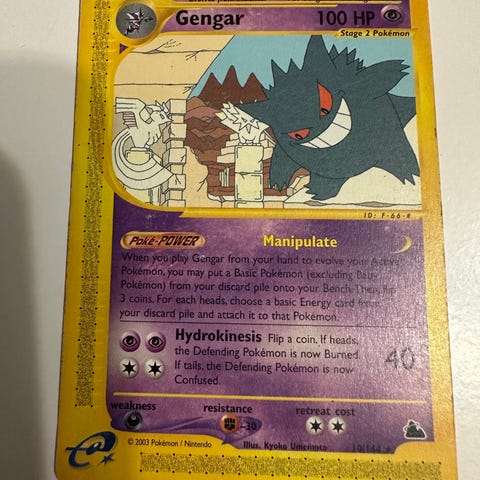 Gengar 100 HP
Stage 2 Pokémon
ID: F-66-#
Poké-POWER Manipulate
When you play Gengar from your hand to evolve your Active
Pokémon, you may put a Basic Pokémon (excluding Baby
Pokémon) from your discard pile onto your Bench. Then, flip
3 coins. For each heads, choose a basic Energy card from
your discard pile and attach it to that Pokémon.
Hydrokinesis Flip a coin. If heads,
the Defending Pokémon is now Burned.
If tails, the Defending Pokémon is now
Confused.
40
weakness resistance retreat cost
-30
© 2003 Pokémon / Nintendo Illus. Kyoko Umemoto 10/144
e